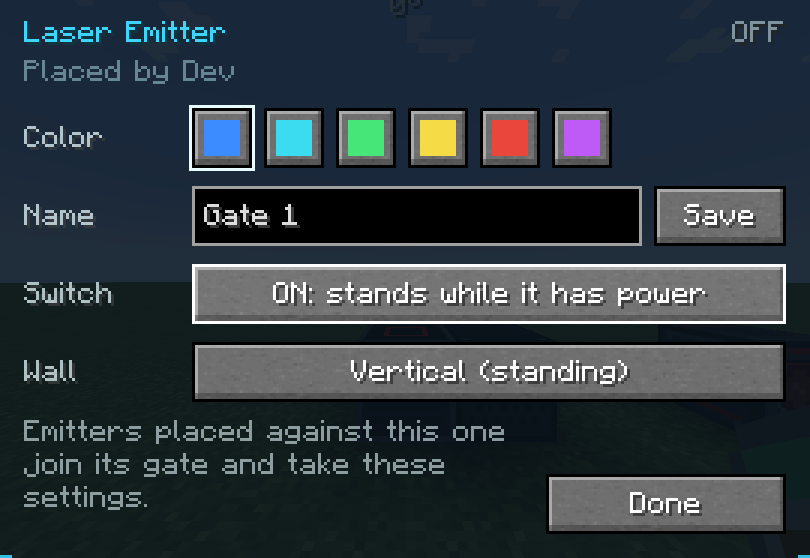 Laser Emitter
OFF
Placed by Dev
Color
Name
Gate 1
Save
Switch
ON: stands while it has power
Wall
Vertical (standing)
Emitters placed against this one
join its gate and take these
settings.
Done